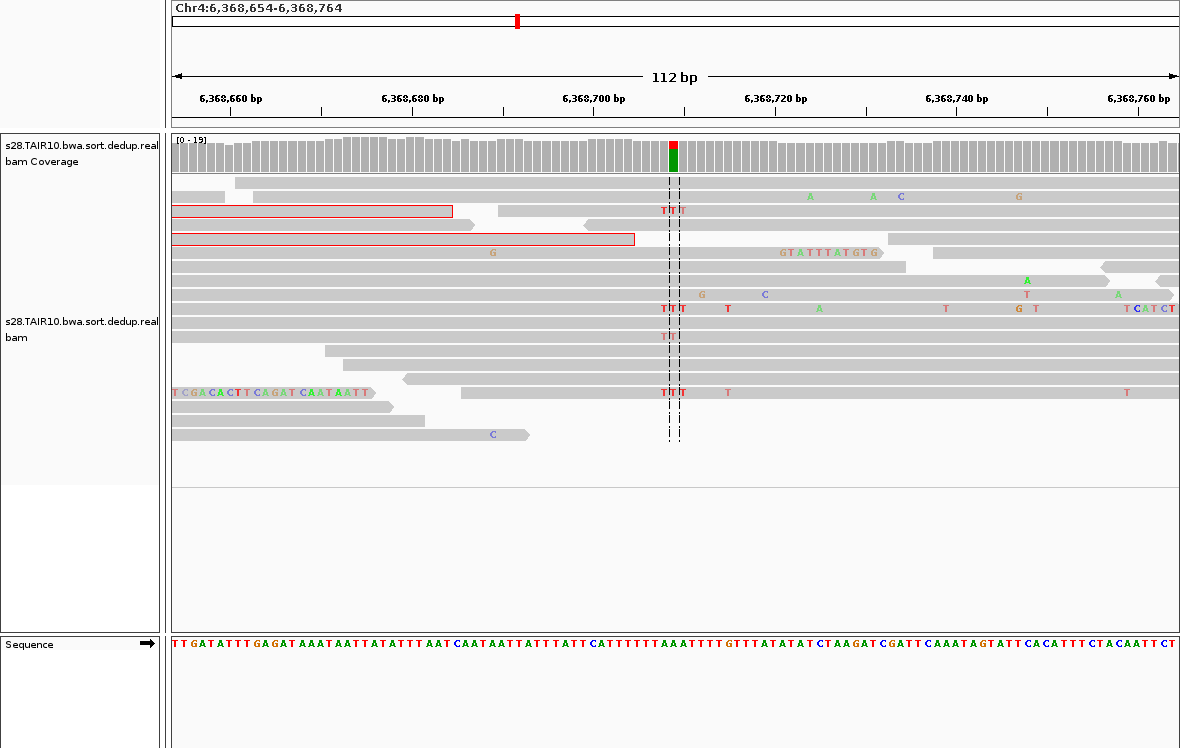 Chr4:6,368,654-6,368,764
112 bp
6,368,660 bp 6,368,680 bp 6,368,700 bp 6,368,720 bp 6,368,740 bp 6,368,760 bp
s28.TAIR10.bwa.sort.dedup.real
bam Coverage
[0 - 19]
A A C G
T T T
G G T A T T T A T G T G
A
G C T A
T T T T A T G T T C A T C T
s28.TAIR10.bwa.sort.dedup.real
bam
T T
T C G A C A C T T C A G A T C A A T A A T T T T T T T
C
Sequence
T T G A T A T T T G A G A T A A A T A A T T A T A T T T A A T C A A T A A T T A T T T A T T C A T T T T T T A A A T T T T G T T T A T A T A T C T A A G A T C G A T T C A A A T A G T A T T C A C A T T T C T A C A A T T C T